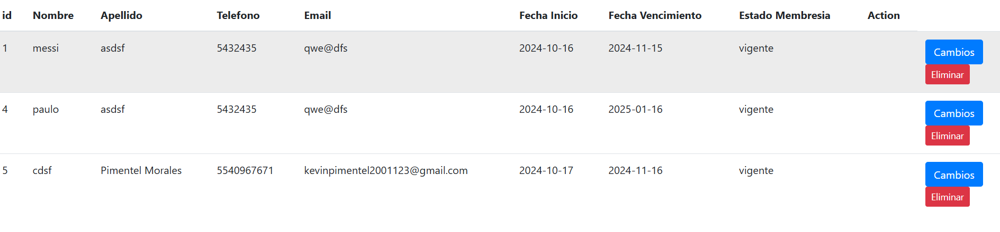 id Nombre Apellido Telefono Email Fecha Inicio Fecha Vencimiento Estado Membresia Action
1 messi asdsf 5432435 qwe@dfs 2024-10-16 2024-11-15 vigente Cambios
Eliminar
4 paulo asdsf 5432435 qwe@dfs 2024-10-16 2025-01-16 vigente Cambios
Eliminar
5 cdsf Pimentel Morales 5540967671 kevinpimentel2001123@gmail.com 2024-10-17 2024-11-16 vigente Cambios
Eliminar